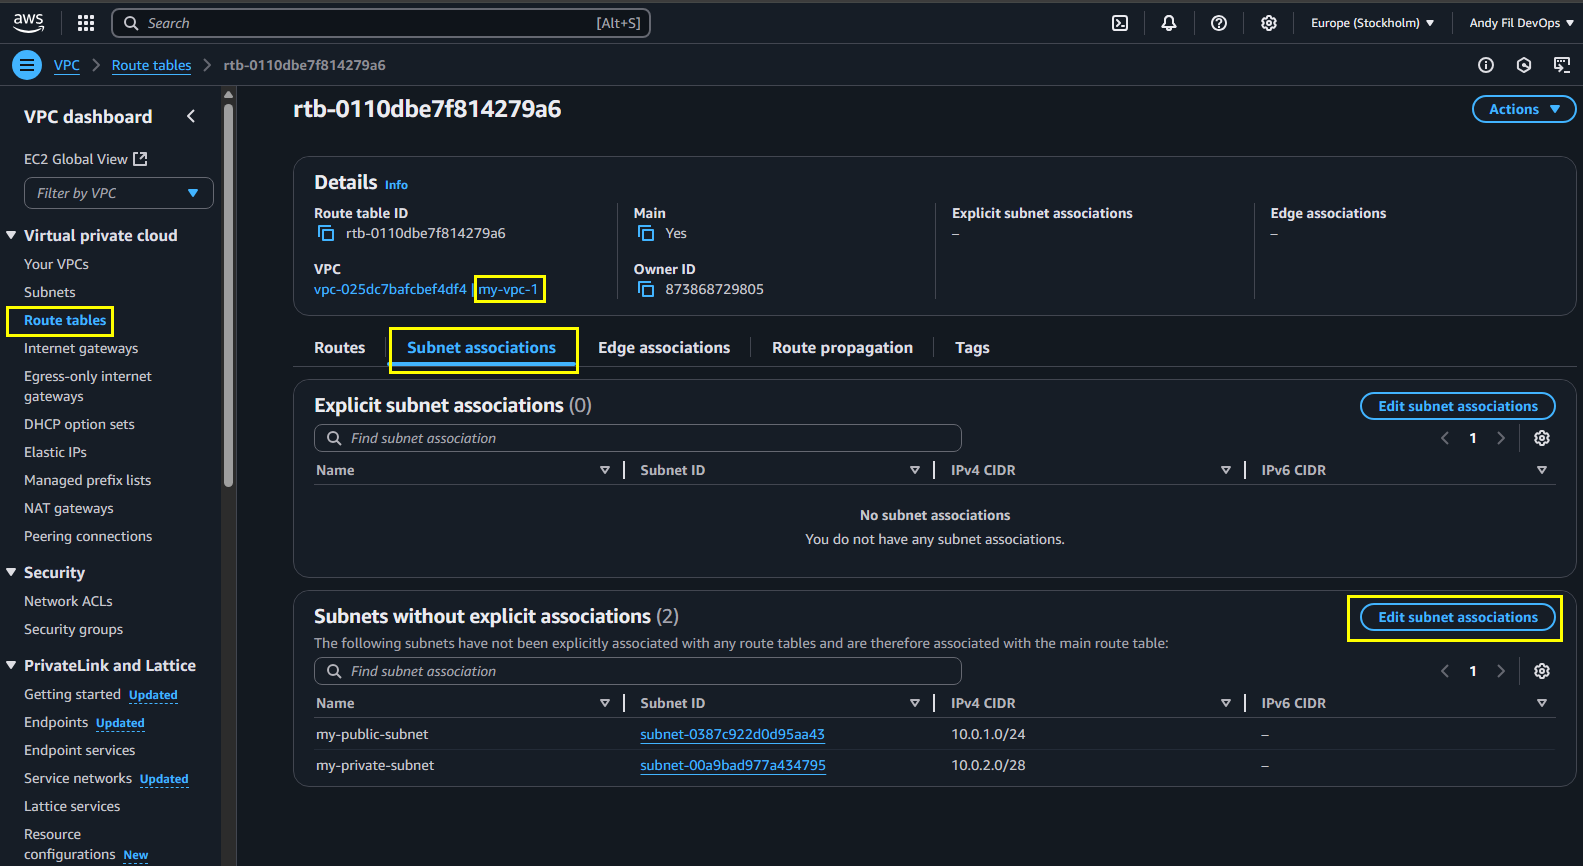 aws
Search [Alt+S]
Europe (Stockholm)
Andy Fil DevOps
VPC
Route tables
rtb-0110dbe7f814279a6
VPC dashboard
EC2 Global View
Filter by VPC
Virtual private cloud
Your VPCs
Subnets
Route tables
Internet gateways
Egress-only internet
gateways
DHCP option sets
Elastic IPs
Managed prefix lists
NAT gateways
Peering connections
Security
Network ACLs
Security groups
PrivateLink and Lattice
Getting started Updated
Endpoints Updated
Endpoint services
Service networks Updated
Lattice services
Resource
configurations New
rtb-0110dbe7f814279a6
Actions
Details Info
Route table ID
rtb-0110dbe7f814279a6
Main
Yes
Explicit subnet associations
–
Edge associations
–
VPC
vpc-025dc7bafcbef4df4 | my-vpc-1
Owner ID
873868729805
Routes
Subnet associations
Edge associations
Route propagation
Tags
Explicit subnet associations (0)
Edit subnet associations
Find subnet association
1
Name Subnet ID IPv4 CIDR IPv6 CIDR
No subnet associations
You do not have any subnet associations.
Subnets without explicit associations (2)
Edit subnet associations
The following subnets have not been explicitly associated with any route tables and are therefore associated with the main route table:
Find subnet association
1
Name Subnet ID IPv4 CIDR IPv6 CIDR
my-public-subnet subnet-0387c922d0d95aa43 10.0.1.0/24 –
my-private-subnet subnet-00a9bad977a434795 10.0.2.0/28 –